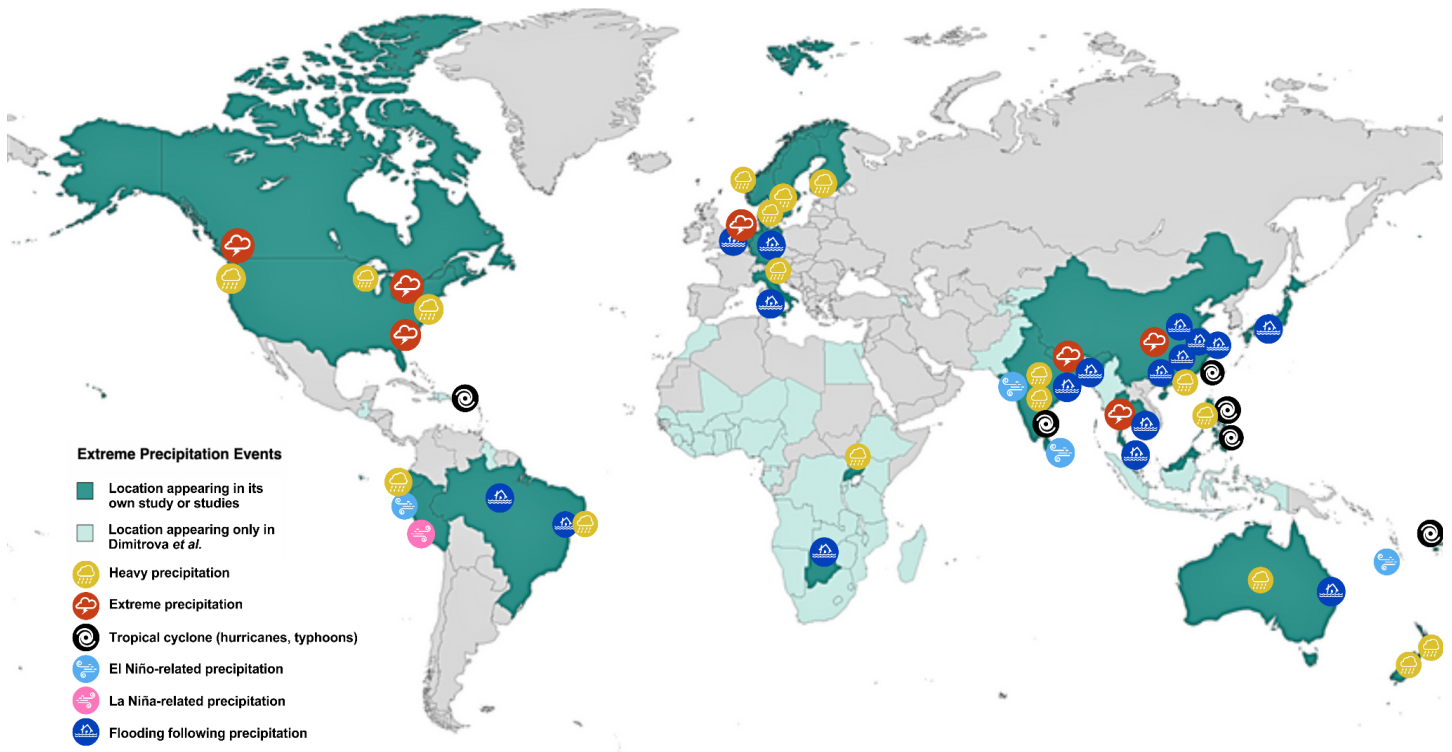 Extreme Precipitation Events
Location appearing in its
own study or studies
Location appearing only in
Dimitrova et al.
Heavy precipitation
Extreme precipitation
Tropical cyclone (hurricanes, typhoons)
El Niño-related precipitation
La Niña-related precipitation
Flooding following precipitation